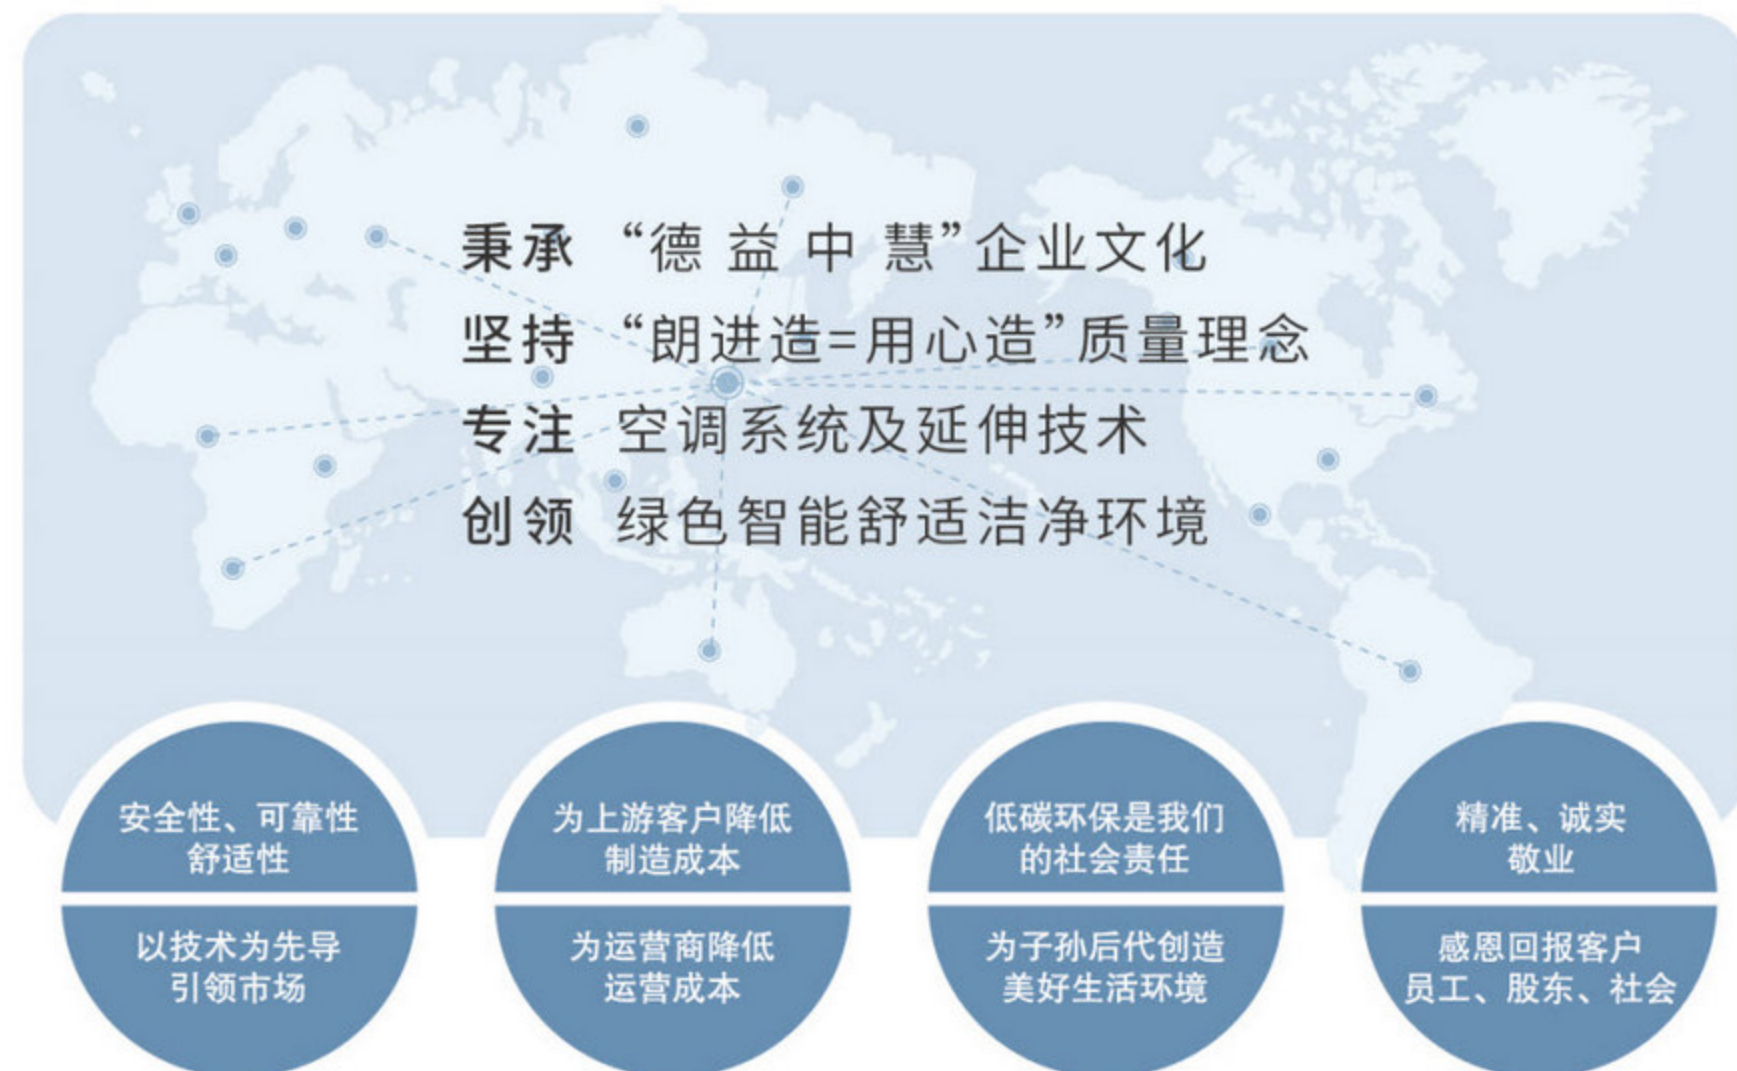 秉承 “德 益 中 慧”企业文化
坚持 “朗进造=用心造”质量理念
专注 空调系统及延伸技术
创领 绿色智能舒适洁净环境
安全性、可靠性
舒适性
以技术为先导
引领市场
为上游客户降低
制造成本
为运营商降低
运营成本
低碳环保是我们
的社会责任
为子孙后代创造
美好生活环境
精准、诚实
敬业
感恩回报客户
员工、股东、社会